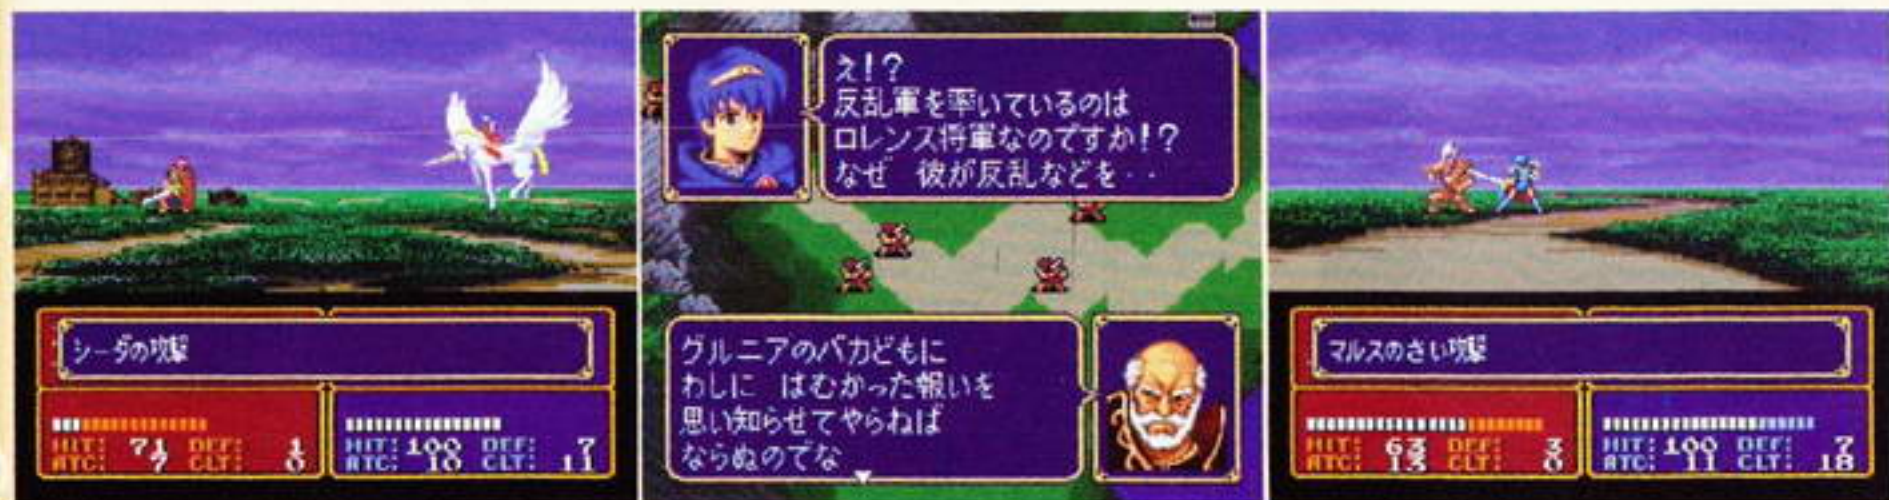 シーダの攻撃
HIT: 71 DEF: 1
ATC: 7 CLT: 0
HIT: 100 DEF: 7
ATC: 10 CLT: 11
え!?
反乱軍を率いているのは
ロレンス将軍なのですか!?
なぜ 彼が反乱などを・・
グルニアのバカどもに
わしに はむかった報いを
思い知らせてやらねば
ならぬのでな
マルスのさい攻撃
HIT: 63 DEF: 3
ATC: 13 CLT: 0
HIT: 100 DEF: 7
ATC: 11 CLT: 18